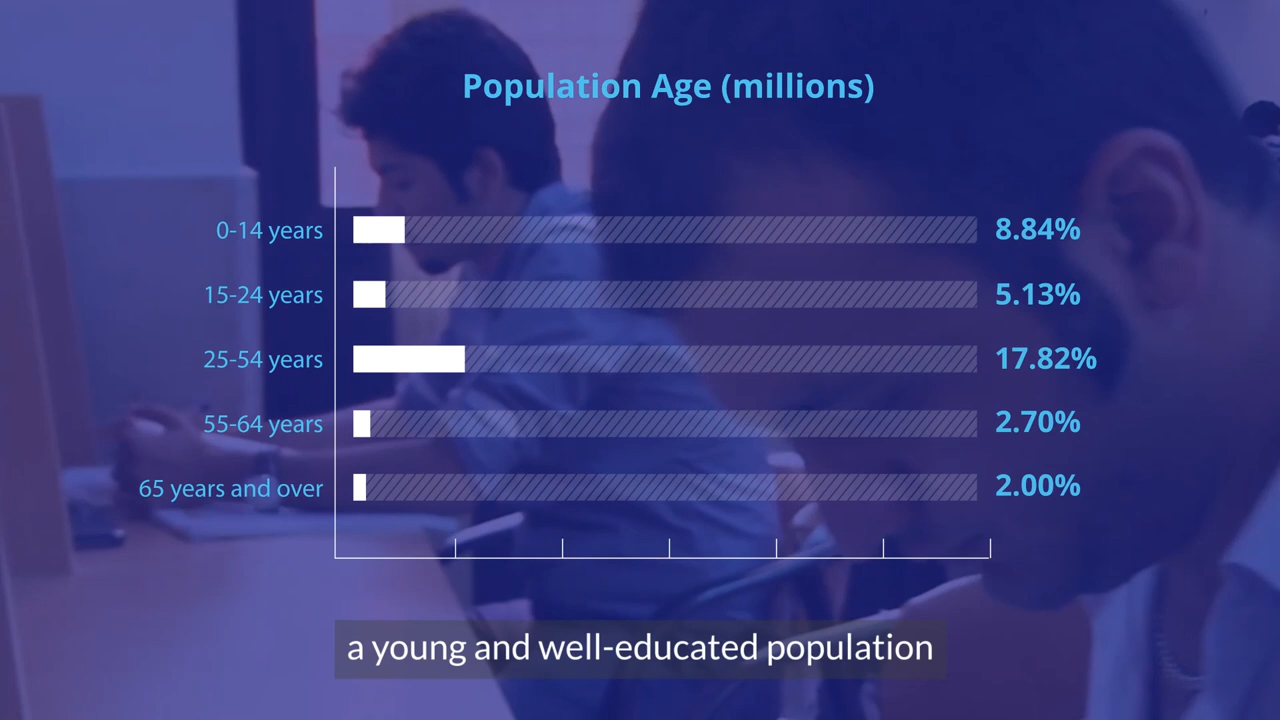 Population Age (millions)
0-14 years 8.84%
15-24 years 5.13%
25-54 years 17.82%
55-64 years 2.70%
65 years and over 2.00%
a young and well-educated population